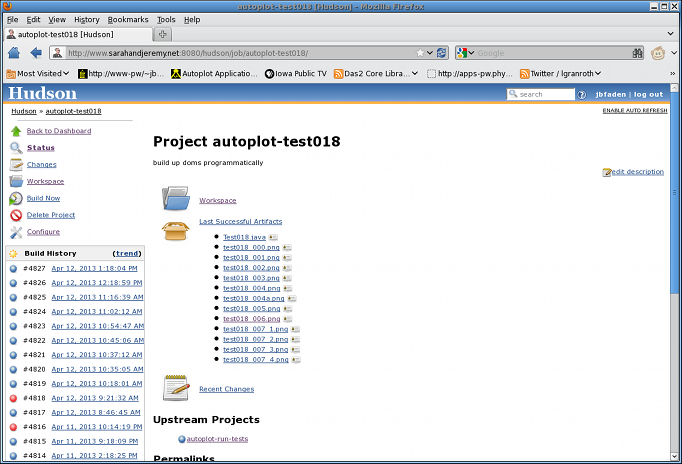 autoplot-test018 [Hudson] - Mozilla Firefox
File Edit View History Bookmarks Tools Help
autoplot-test018 [Hudson]
http://www.sarahandjeremy.net:8080/hudson/job/autoplot-test018/
Google
Most Visited http://www-pw/~jb... Autoplot Applicatio... Iowa Public TV Das2 Core Libra... http://apps-pw.phy... Twitter / lgranroth
Hudson
search
jbfaden | log out
Hudson » autoplot-test018
ENABLE AUTO REFRESH
Back to Dashboard
Status
Changes
Workspace
Build Now
Delete Project
Configure
Build History (trend)
#4827 Apr 12, 2013 1:18:04 PM
#4826 Apr 12, 2013 12:18:59 PM
#4825 Apr 12, 2013 11:16:39 AM
#4824 Apr 12, 2013 11:02:12 AM
#4823 Apr 12, 2013 10:54:47 AM
#4822 Apr 12, 2013 10:45:06 AM
#4821 Apr 12, 2013 10:37:12 AM
#4820 Apr 12, 2013 10:35:05 AM
#4819 Apr 12, 2013 10:18:01 AM
#4818 Apr 12, 2013 9:21:32 AM
#4817 Apr 12, 2013 8:46:45 AM
#4816 Apr 11, 2013 10:14:19 PM
#4815 Apr 11, 2013 9:18:09 PM
#4814 Apr 11, 2013 2:18:25 PM
Project autoplot-test018
build up doms programmatically
edit description
Workspace
Last Successful Artifacts
Test018.java
test018_000.png
test018_001.png
test018_002.png
test018_003.png
test018_004.png
test018_004a.png
test018_005.png
test018_006.png
test018_007_1.png
test018_007_2.png
test018_007_3.png
test018_007_4.png
Recent Changes
Upstream Projects
autoplot-run-tests
Permalinks